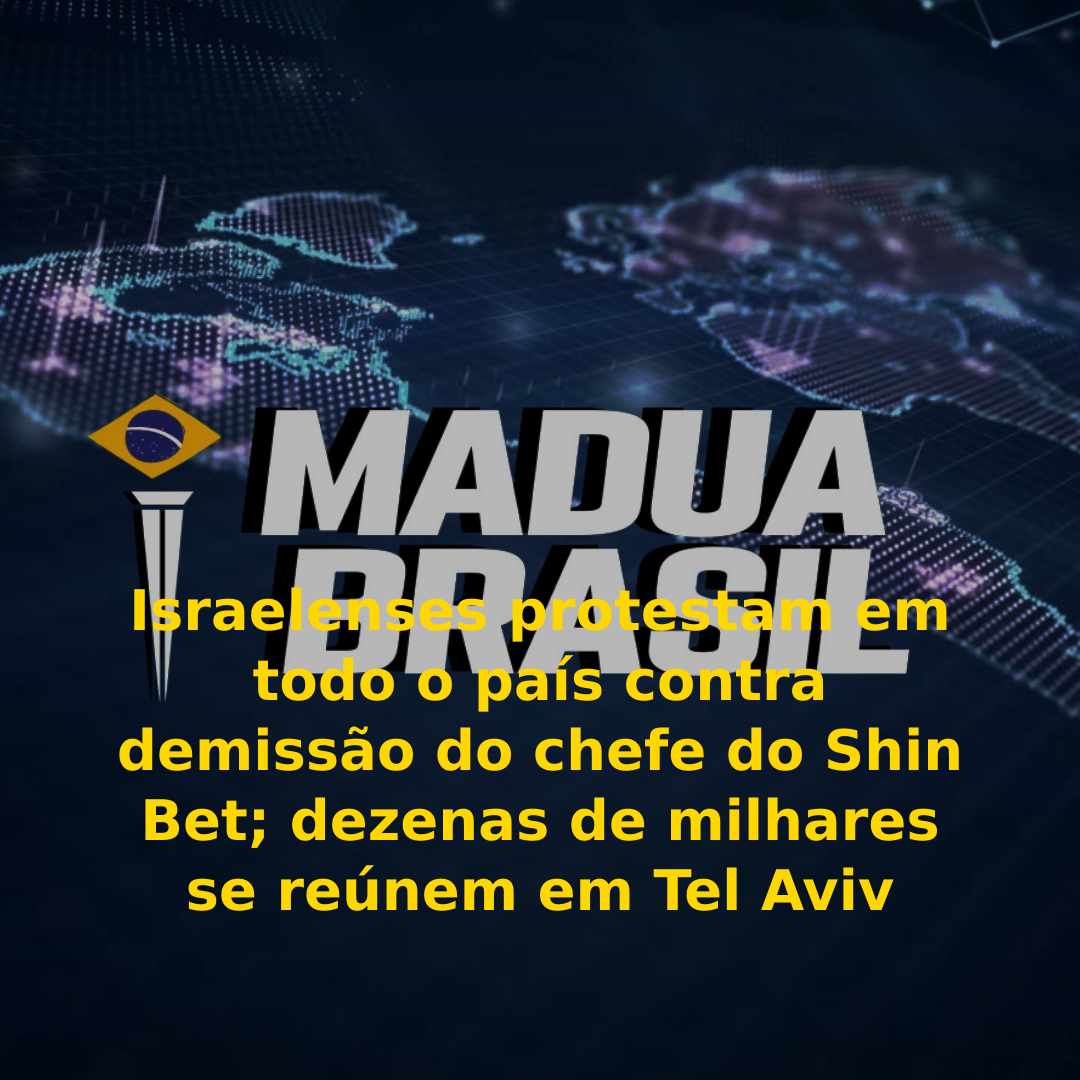 MADUA
BRASIL
Israelenses protestam em
todo o país contra
demissão do chefe do Shin
Bet; dezenas de milhares
se reúnem em Tel Aviv